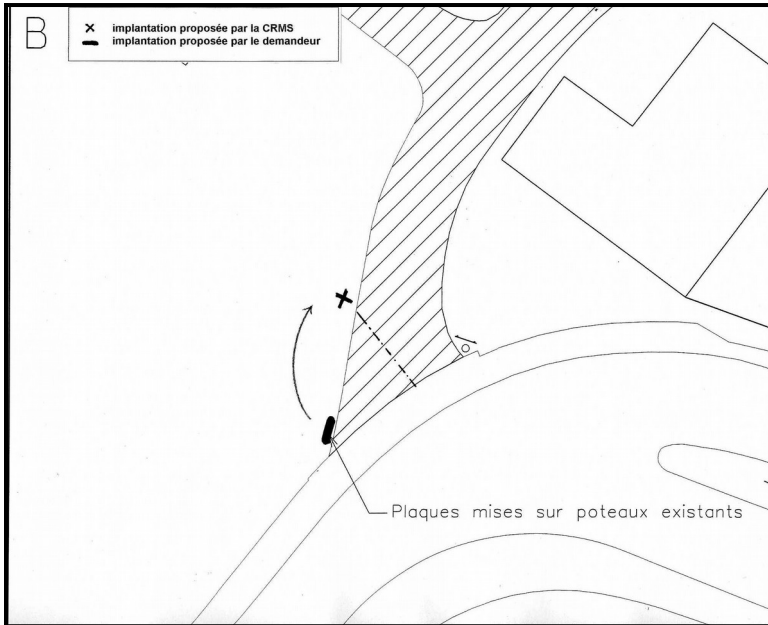 B
implantation proposée par la CRMS
implantation proposée par le demandeur
Plaques mises sur poteaux existants